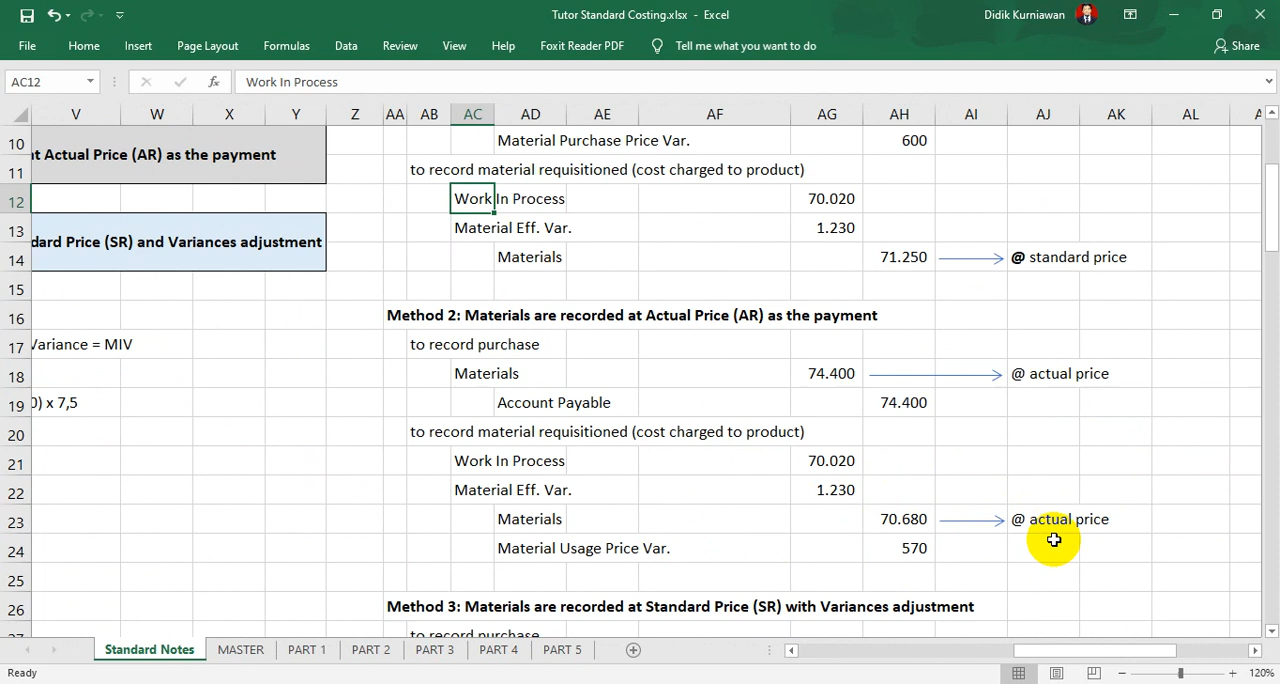 Tutor Standard Costing.xlsx - Excel
Didik Kurniawan
File Home Insert Page Layout Formulas Data Review View Help Foxit Reader PDF Tell me what you want to do Share
AC12 fx Work In Process
V W X Y Z AA AB AC AD AE AF AG AH AI AJ AK AL
10 Material Purchase Price Var. 600
t Actual Price (AR) as the payment
11 to record material requisitioned (cost charged to product)
12 Work In Process 70.020
13 Material Eff. Var. 1.230
dard Price (SR) and Variances adjustment
14 Materials 71.250 @ standard price
15
16 Method 2: Materials are recorded at Actual Price (AR) as the payment
17 Variance = MIV to record purchase
18 Materials 74.400 @ actual price
19 0) x 7,5 Account Payable 74.400
20 to record material requisitioned (cost charged to product)
21 Work In Process 70.020
22 Material Eff. Var. 1.230
23 Materials 70.680 @ actual price
24 Material Usage Price Var. 570
25
26 Method 3: Materials are recorded at Standard Price (SR) with Variances adjustment
27 to record purchase
Standard Notes MASTER PART 1 PART 2 PART 3 PART 4 PART 5
Ready 120%